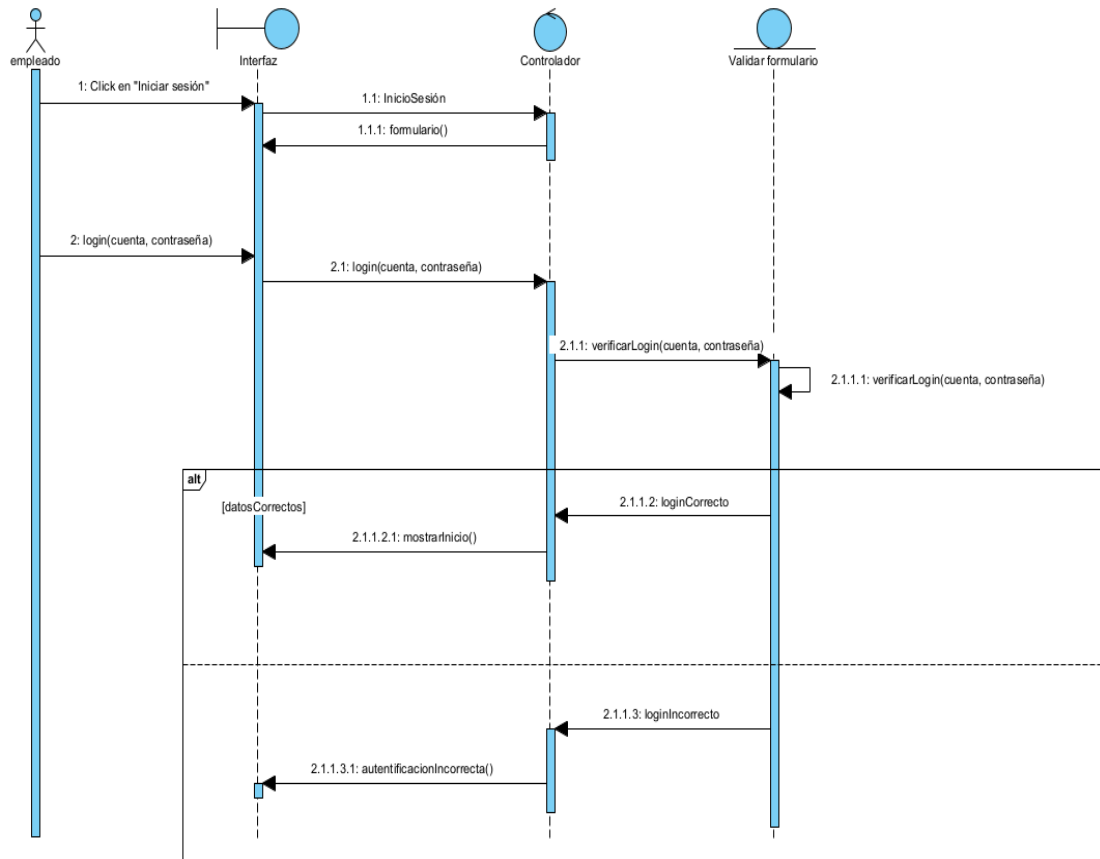 empleado
Interfaz
Controlador
Validar formulario
1: Click en "Iniciar sesión"
1.1: InicioSesión
1.1.1: formulario()
2: login(cuenta, contraseña)
2.1: login(cuenta, contraseña)
2.1.1: verificarLogin(cuenta, contraseña)
2.1.1.1: verificarLogin(cuenta, contraseña)
alt
[datosCorrectos]
2.1.1.2: loginCorrecto
2.1.1.2.1: mostrarInicio()
2.1.1.3: loginIncorrecto
2.1.1.3.1: autentificacionIncorrecta()